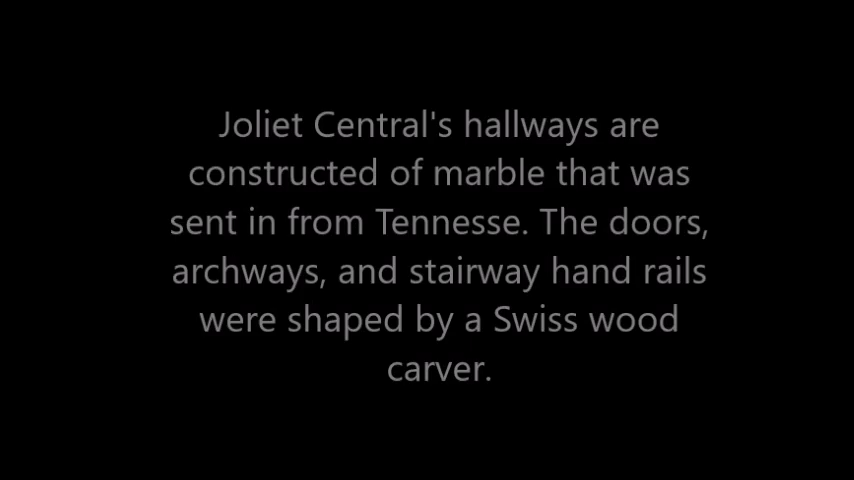 Joliet Central's hallways are
constructed of marble that was
sent in from Tennesse. The doors,
archways, and stairway hand rails
were shaped by a Swiss wood
carver.